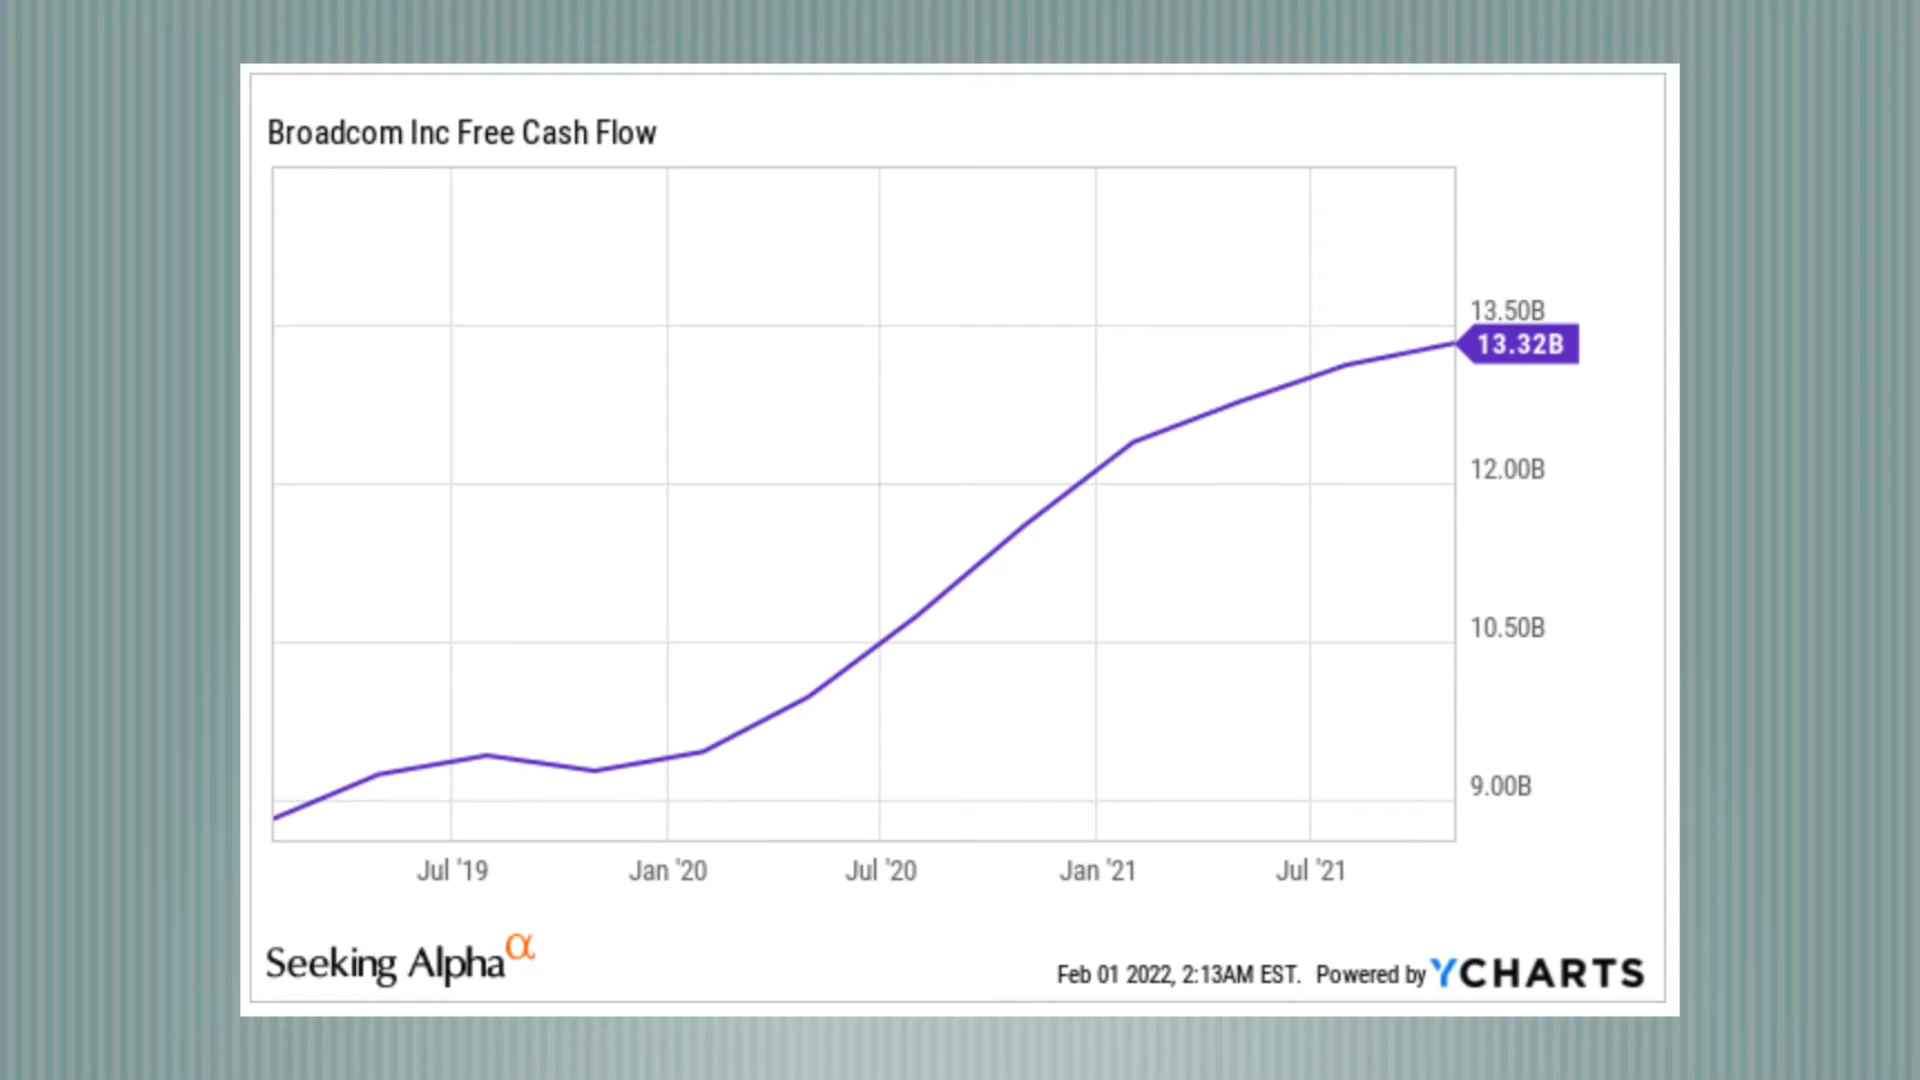 Broadcom Inc Free Cash Flow
13.50B
13.32B
12.00B
10.50B
9.00B
Jul '19 Jan '20 Jul '20 Jan '21 Jul '21
Seeking Alphaα
Feb 01 2022, 2:13AM EST. Powered by YCHARTS